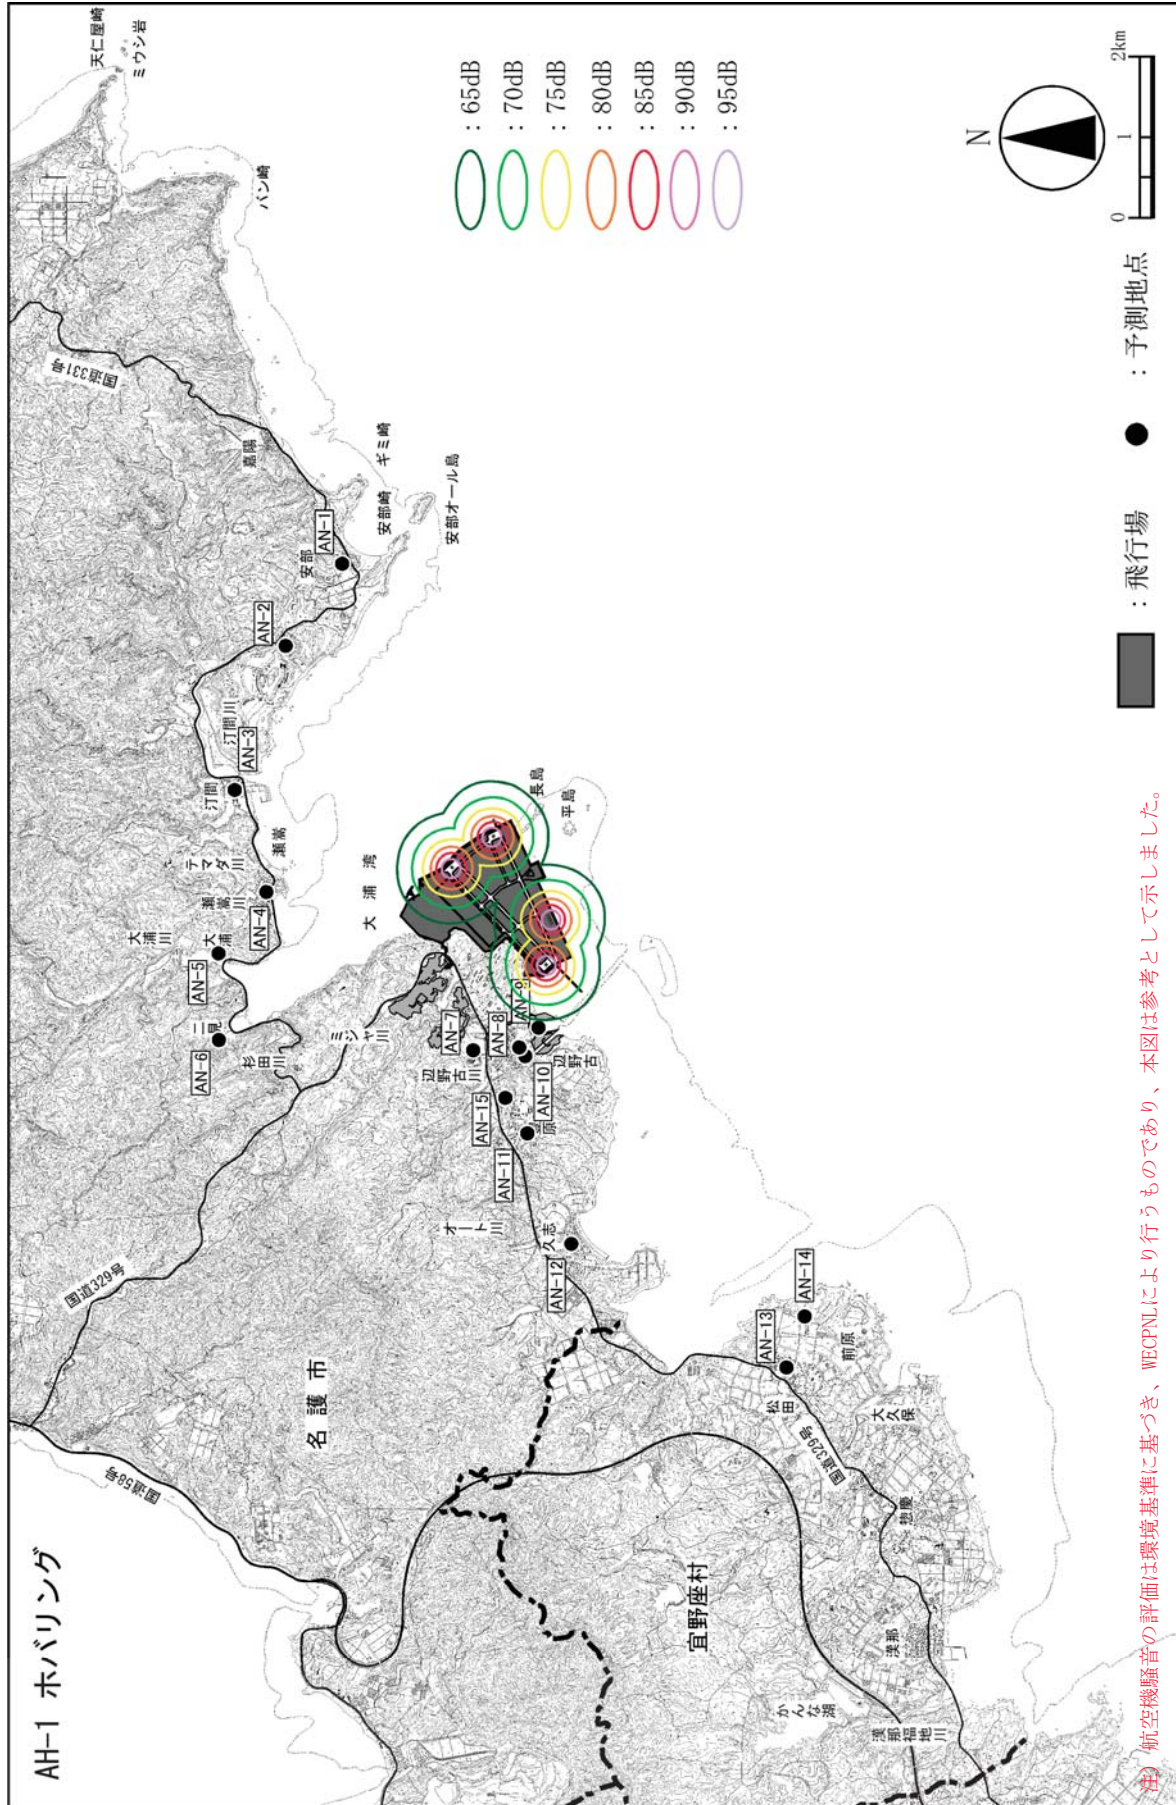 AH-1 ホバリング
天仁屋崎
ミウシ岩
バン崎
国道331号
嘉陽
ギミ崎
安部崎
安部オール島
安部
AN-1
AN-2
汀間川
AN-3
汀間
テマダ川
瀬嵩
瀬嵩川
AN-4
大浦川
大浦
AN-5
大浦湾
二見
AN-6
杉田川
ミジャ川
長島
平島
AN-7
辺野古川
AN-8
AN-9
辺野古
AN-10
AN-15
AN-11
原
オート川
久志
AN-12
国道329号
名護市
国道58号
AN-13
AN-14
松田
前原
大久保
国道329号
惣慶
宜野座村
漢那
かんな湖
漢那福地川
:65dB
:70dB
:75dB
:80dB
:85dB
:90dB
:95dB
N
0 1 2km
:飛行場
:予測地点
注)航空機騒音の評価は環境基準に基づき、WECPNLにより行うものであり、本図は参考として示しました。